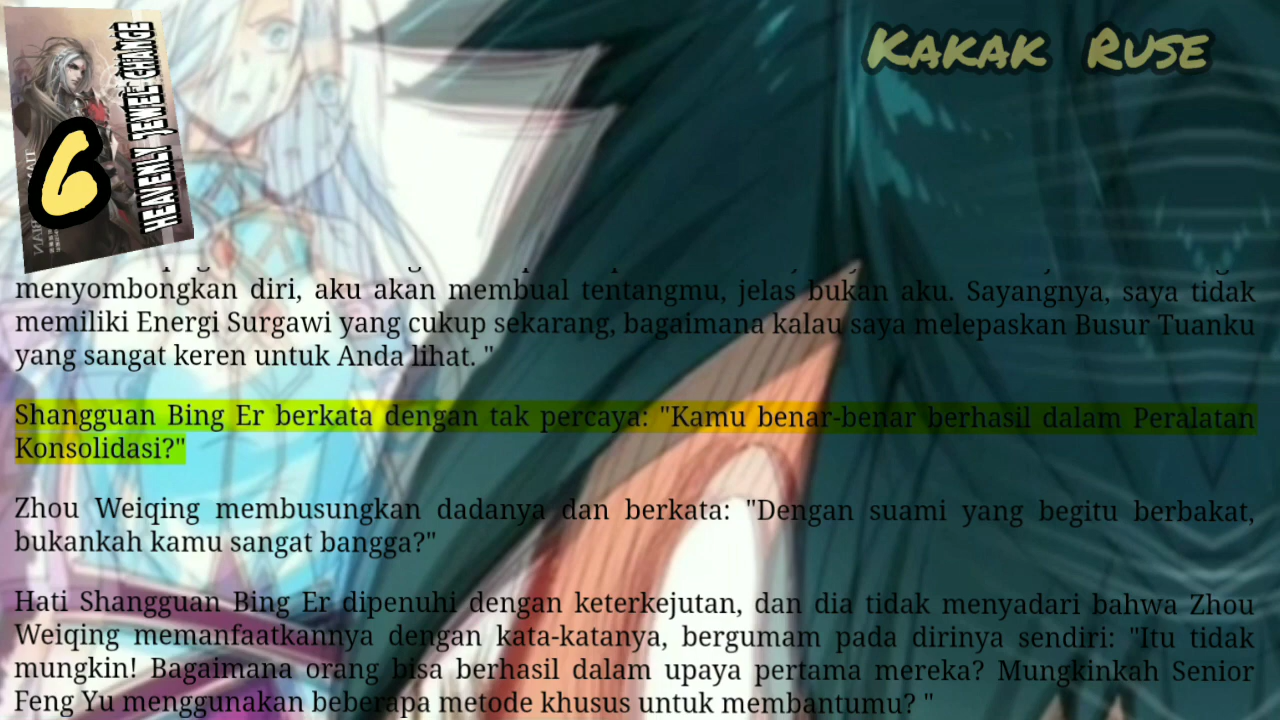 Kakak Ruse
HEAVENLY JEWEL CHANGE
6
menyombongkan diri, aku akan membual tentangmu, jelas bukan aku. Sayangnya, saya tidak
memiliki Energi Surgawi yang cukup sekarang, bagaimana kalau saya melepaskan Busur Tuanku
yang sangat keren untuk Anda lihat. "
Shangguan Bing Er berkata dengan tak percaya: "Kamu benar-benar berhasil dalam Peralatan
Konsolidasi?"
Zhou Weiqing membusungkan dadanya dan berkata: "Dengan suami yang begitu berbakat,
bukankah kamu sangat bangga?"
Hati Shangguan Bing Er dipenuhi dengan keterkejutan, dan dia tidak menyadari bahwa Zhou
Weiqing memanfaatkannya dengan kata-katanya, bergumam pada dirinya sendiri: "Itu tidak
mungkin! Bagaimana orang bisa berhasil dalam upaya pertama mereka? Mungkinkah Senior
Feng Yu menggunakan beberapa metode khusus untuk membantumu? "